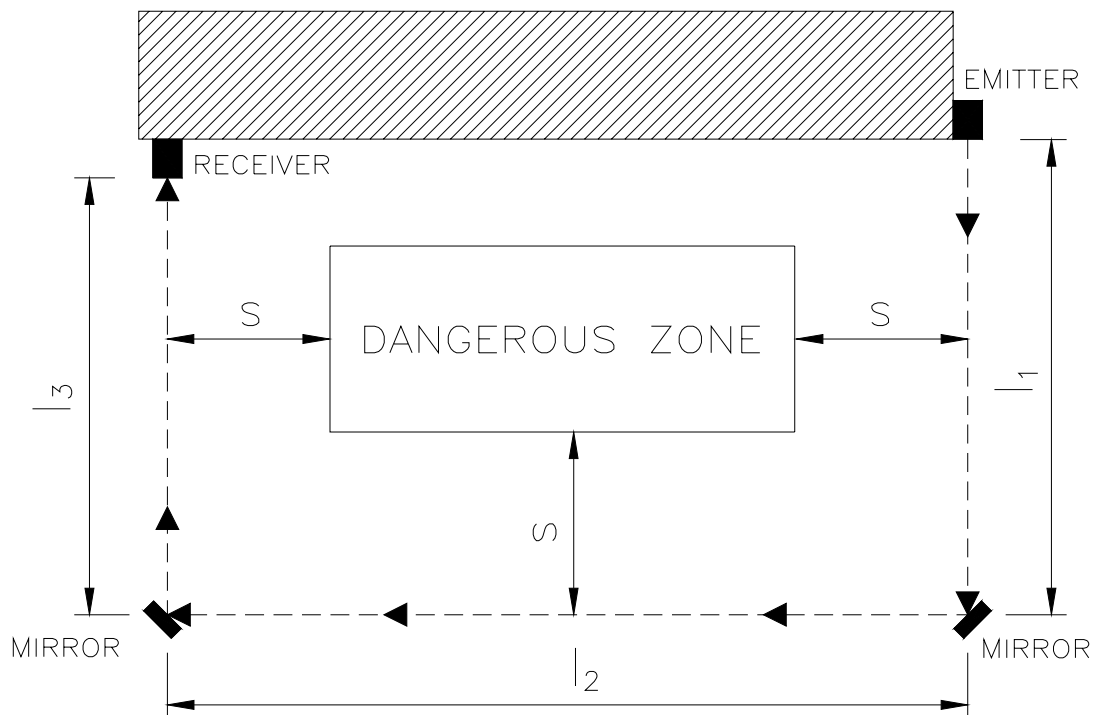 EMITTER
RECEIVER
S
DANGEROUS ZONE
S
l3
l1
S
MIRROR
MIRROR
l2